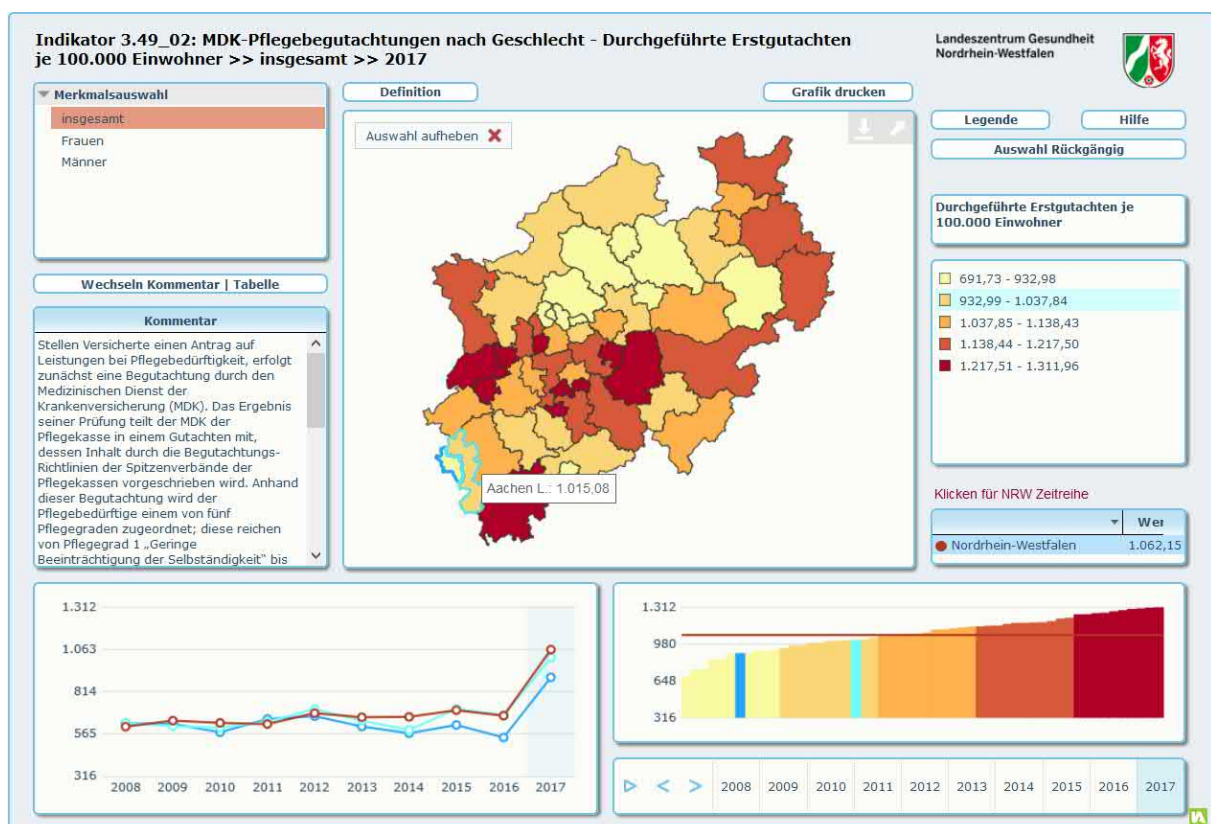 Indikator 3.49_02: MDK-Pflegebegutachtungen nach Geschlecht - Durchgeführte Erstgutachten
je 100.000 Einwohner >> insgesamt >> 2017
Landeszentrum Gesundheit
Nordrhein-Westfalen
Merkmalsauswahl
insgesamt
Frauen
Männer
Wechseln Kommentar | Tabelle
Kommentar
Stellen Versicherte einen Antrag auf
Leistungen bei Pflegebedürftigkeit, erfolgt
zunächst eine Begutachtung durch den
Medizinischen Dienst der
Krankenversicherung (MDK). Das Ergebnis
seiner Prüfung teilt der MDK der
Pflegekasse in einem Gutachten mit,
dessen Inhalt durch die Begutachtungs-
Richtlinien der Spitzenverbände der
Pflegekassen vorgeschrieben wird. Anhand
dieser Begutachtung wird der
Pflegebedürftige einem von fünf
Pflegegraden zugeordnet; diese reichen
von Pflegegrad 1 „Geringe
Beeinträchtigung der Selbständigkeit" bis
Definition
Grafik drucken
Auswahl aufheben
Aachen L.: 1.015,08
Legende
Hilfe
Auswahl Rückgängig
Durchgeführte Erstgutachten je
100.000 Einwohner
691,73 - 932,98
932,99 - 1.037,84
1.037,85 - 1.138,43
1.138,44 - 1.217,50
1.217,51 - 1.311,96
Klicken für NRW Zeitreihe
Wer
Nordrhein-Westfalen 1.062,15
1.312
1.063
814
565
316
2008 2009 2010 2011 2012 2013 2014 2015 2016 2017
1.312
980
648
316
2008 2009 2010 2011 2012 2013 2014 2015 2016 2017